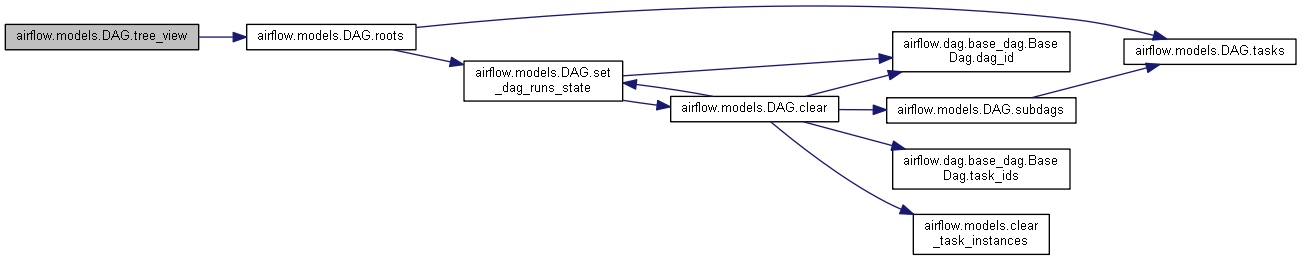 airflow.models.DAG.tree_view
airflow.models.DAG.roots
airflow.models.DAG.set
_dag_runs_state
airflow.models.DAG.clear
airflow.dag.base_dag.Base
Dag.dag_id
airflow.models.DAG.subdags
airflow.dag.base_dag.Base
Dag.task_ids
airflow.models.clear
_task_instances
airflow.models.DAG.tasks